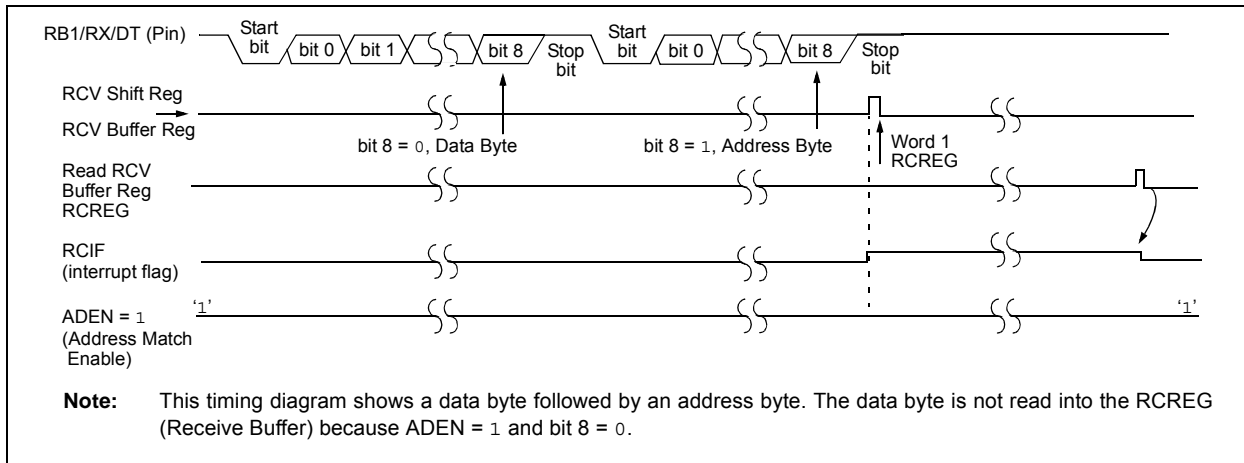 RB1/RX/DT (Pin)
Start
bit
bit 0
bit 1
bit 8
Stop
bit
Start
bit
bit 0
bit 8
Stop
bit
RCV Shift Reg
RCV Buffer Reg
bit 8 = 0, Data Byte
bit 8 = 1, Address Byte
Word 1
RCREG
Read RCV
Buffer Reg
RCREG
RCIF
(interrupt flag)
ADEN = 1
(Address Match
Enable)
‘1’
‘1’
Note: This timing diagram shows a data byte followed by an address byte. The data byte is not read into the RCREG
(Receive Buffer) because ADEN = 1 and bit 8 = 0.